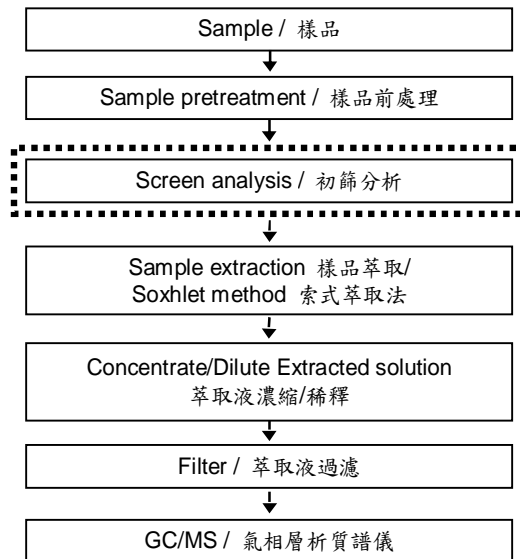 Sample / 樣品
Sample pretreatment / 樣品前處理
Screen analysis / 初篩分析
Sample extraction 樣品萃取/
Soxhlet method 索式萃取法
Concentrate/Dilute Extracted solution
萃取液濃縮/稀釋
Filter / 萃取液過濾
GC/MS / 氣相層析質譜儀